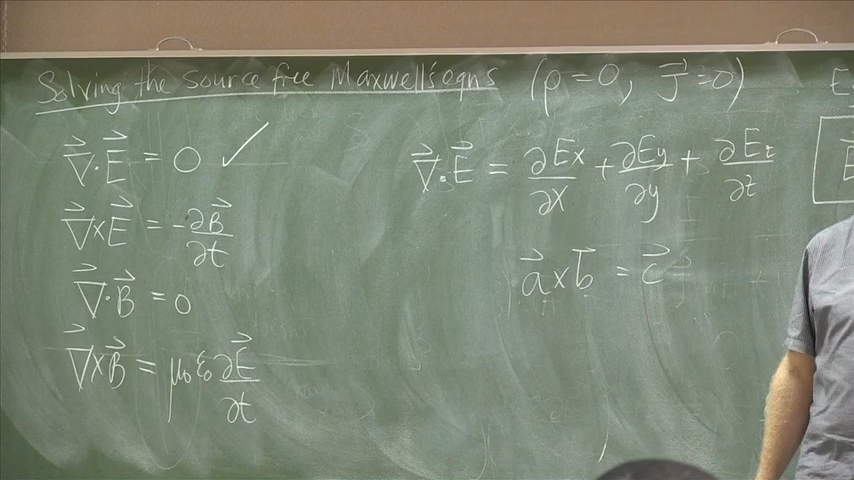 Solving the source free Maxwell's eqns (ρ=0, J⃗=0)
∇⃗·E⃗ = 0 ✓
∇⃗×E⃗ = -∂B⃗/∂t
∇⃗·B⃗ = 0
∇⃗×B⃗ = μ₀ε₀ ∂E⃗/∂t
∇⃗·E⃗ = ∂Ex/∂x + ∂Ey/∂y + ∂Ez/∂z
a⃗×b⃗ = c⃗